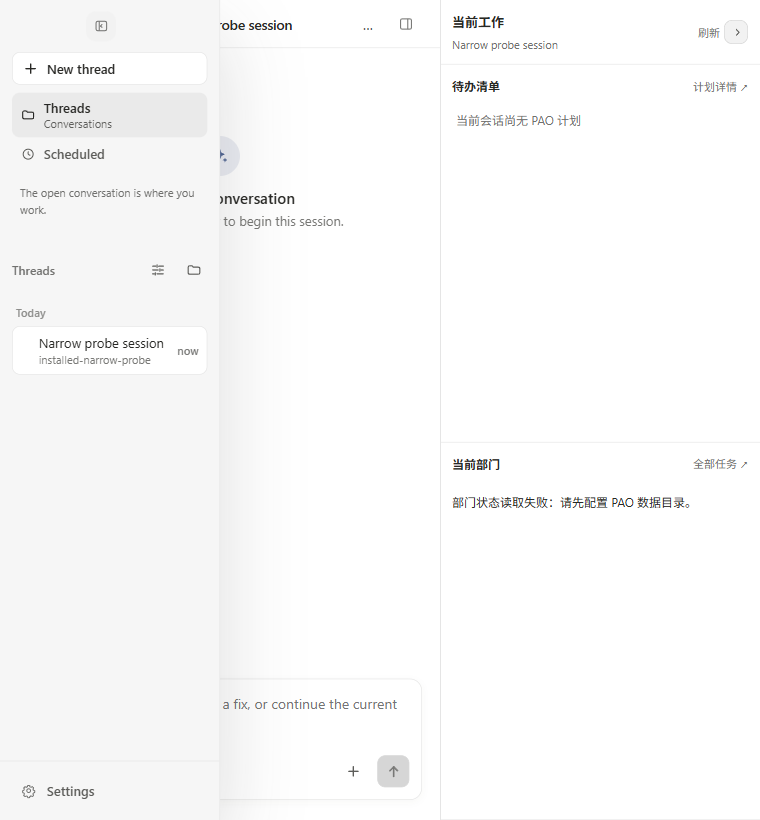 New thread
Threads
Conversations
Scheduled
The open conversation is where you
work.
Threads
Today
Narrow probe session
installed-narrow-probe
now
Settings
obe session
...
onversation
to begin this session.
a fix, or continue the current
当前工作
Narrow probe session
刷新
待办清单
计划详情 ↗
当前会话尚无 PAO 计划
当前部门
全部任务 ↗
部门状态读取失败：请先配置 PAO 数据目录。